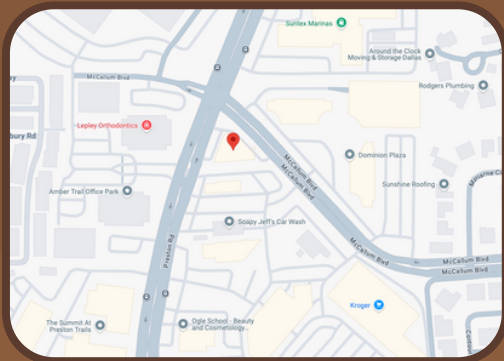 Suntex Marinas
Around the Clock
Moving & Storage Dallas
McCallum Blvd
Rodgers Plumbing
Lepley Orthodontics
bury Rd
McCallum Blvd
McCallum Blvd
Dominion Plaza
Sunshine Roofing
Amber Trail Office Park
Soapy Jeff's Car Wash
Preston Rd
McCallum Blvd
McCallum Blvd
McCallum Blvd
Kroger
The Summit At
Preston Trails
Ogle School - Beauty
and Cosmetology...